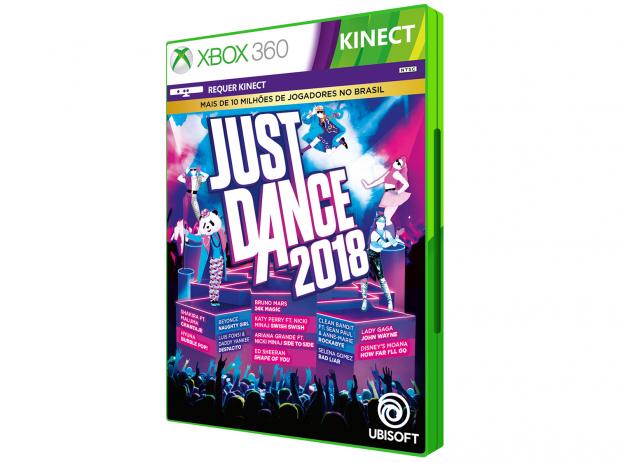 XBOX 360
KINECT
NTSC
REQUER KINECT
MAIS DE 10 MILHÕES DE JOGADORES NO BRASIL
JUST
DANCE
2018
SHAKIRA FT.
MALUMA
CHANTAJE
HYUNA
BUBBLE POP!
BEYONCE
NAUGHTY GIRL
LUIS FONSI &
DADDY YANKEE
DESPACITO
BRUNO MARS
24K MAGIC
KATY PERRY FT. NICKI
MINAJ SWISH SWISH
ARIANA GRANDE FT.
NICKI MINAJ SIDE TO SIDE
ED SHEERAN
SHAPE OF YOU
CLEAN BANDIT
FT. SEAN PAUL
& ANNE-MARIE
ROCKABYE
SELENA GOMEZ
BAD LIAR
LADY GAGA
JOHN WAYNE
DISNEY'S MOANA
HOW FAR I'LL GO
UBISOFT